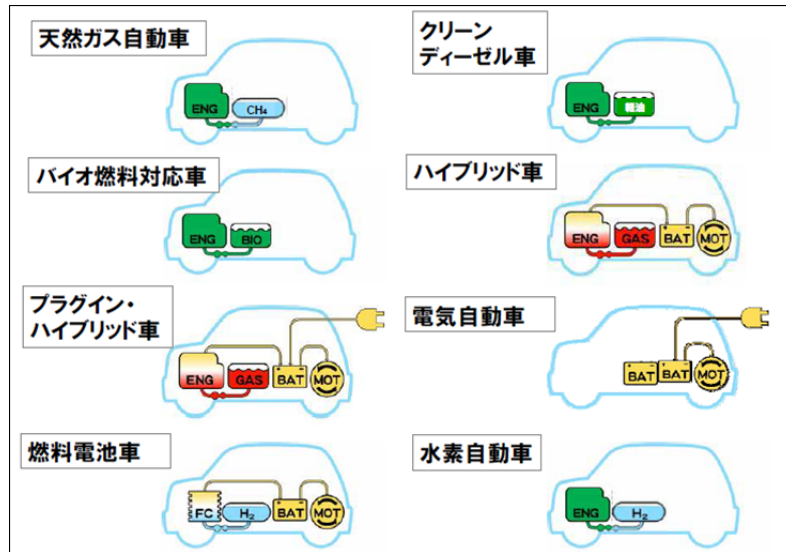 天然ガス自動車
ENG
CH₄
クリーン
ディーゼル車
ENG
軽油
バイオ燃料対応車
ENG
BIO
ハイブリッド車
ENG
GAS
BAT
MOT
プラグイン・
ハイブリッド車
ENG
GAS
BAT
MOT
電気自動車
BAT
BAT
MOT
燃料電池車
FC
H₂
BAT
MOT
水素自動車
ENG
H₂